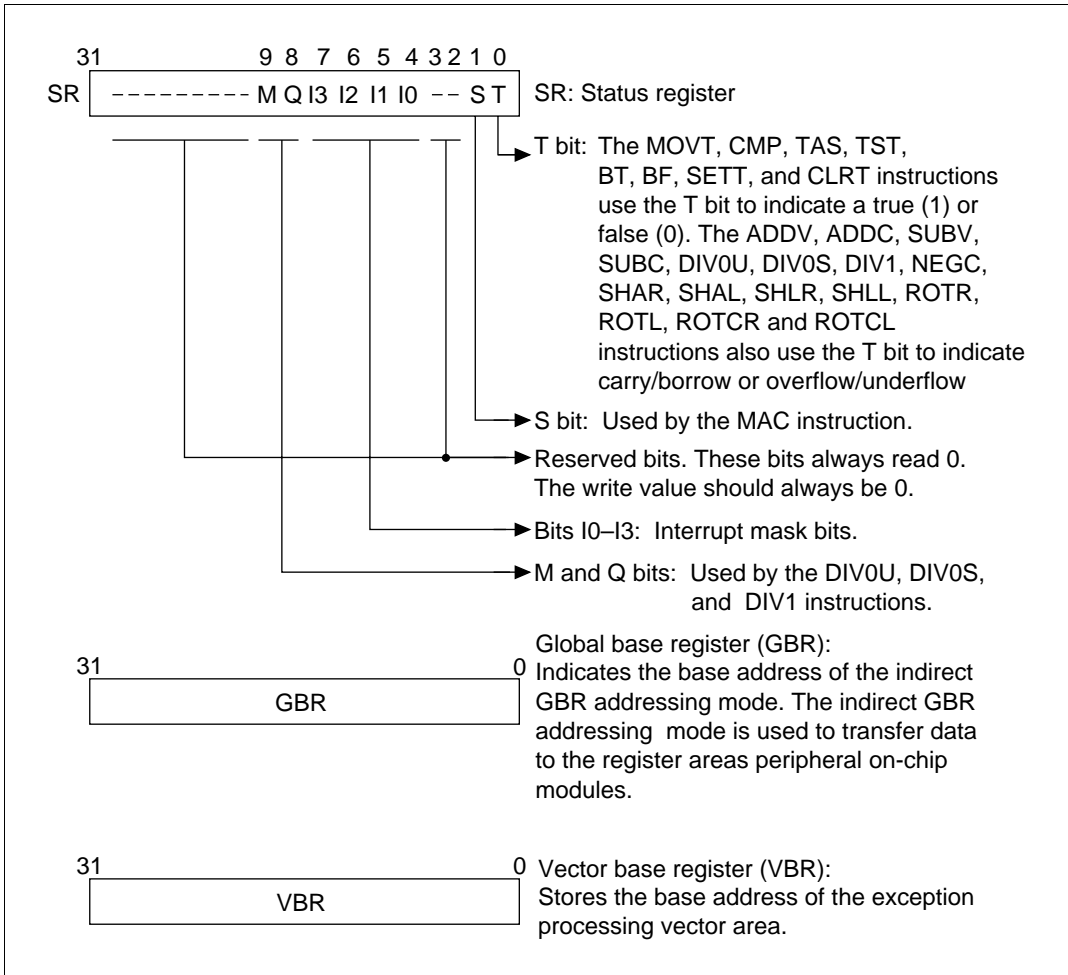 31 9 8 7 6 5 4 3 2 1 0
SR ---------- M Q I3 I2 I1 I0 -- S T SR: Status register
T bit: The MOVT, CMP, TAS, TST,
BT, BF, SETT, and CLRT instructions
use the T bit to indicate a true (1) or
false (0). The ADDV, ADDC, SUBV,
SUBC, DIV0U, DIV0S, DIV1, NEGC,
SHAR, SHAL, SHLR, SHLL, ROTR,
ROTL, ROTCR and ROTCL
instructions also use the T bit to indicate
carry/borrow or overflow/underflow
S bit: Used by the MAC instruction.
Reserved bits. These bits always read 0.
The write value should always be 0.
Bits I0–I3: Interrupt mask bits.
M and Q bits: Used by the DIV0U, DIV0S,
and DIV1 instructions.
31 0
GBR
Global base register (GBR):
Indicates the base address of the indirect
GBR addressing mode. The indirect GBR
addressing mode is used to transfer data
to the register areas peripheral on-chip
modules.
31 0
VBR
Vector base register (VBR):
Stores the base address of the exception
processing vector area.